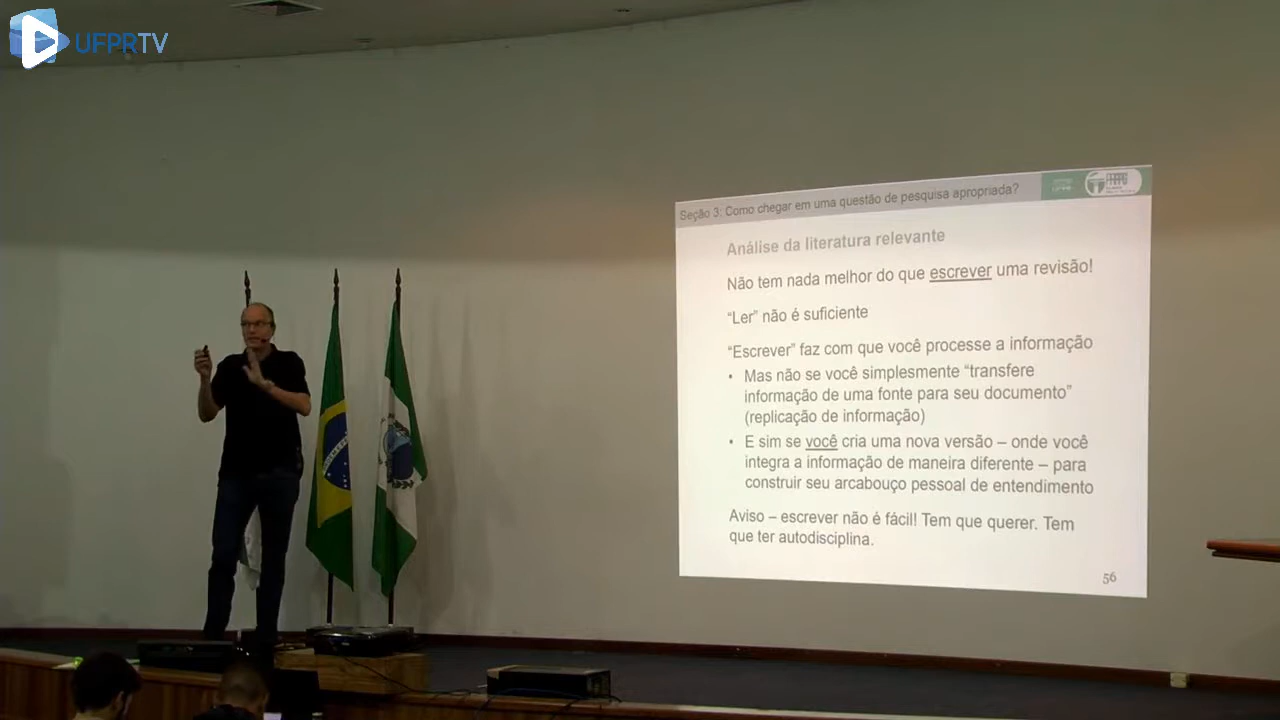 UFPRTV
Seção 3: Como chegar em uma questão de pesquisa apropriada?
Análise da literatura relevante
Não tem nada melhor do que escrever uma revisão!
“Ler” não é suficiente
“Escrever” faz com que você processe a informação
• Mas não se você simplesmente “transfere
informação de uma fonte para seu documento”
(replicação de informação)
• E sim se você cria uma nova versão – onde você
integra a informação de maneira diferente – para
construir seu arcabouço pessoal de entendimento
Aviso – escrever não é fácil! Tem que querer. Tem
que ter autodisciplina.
56